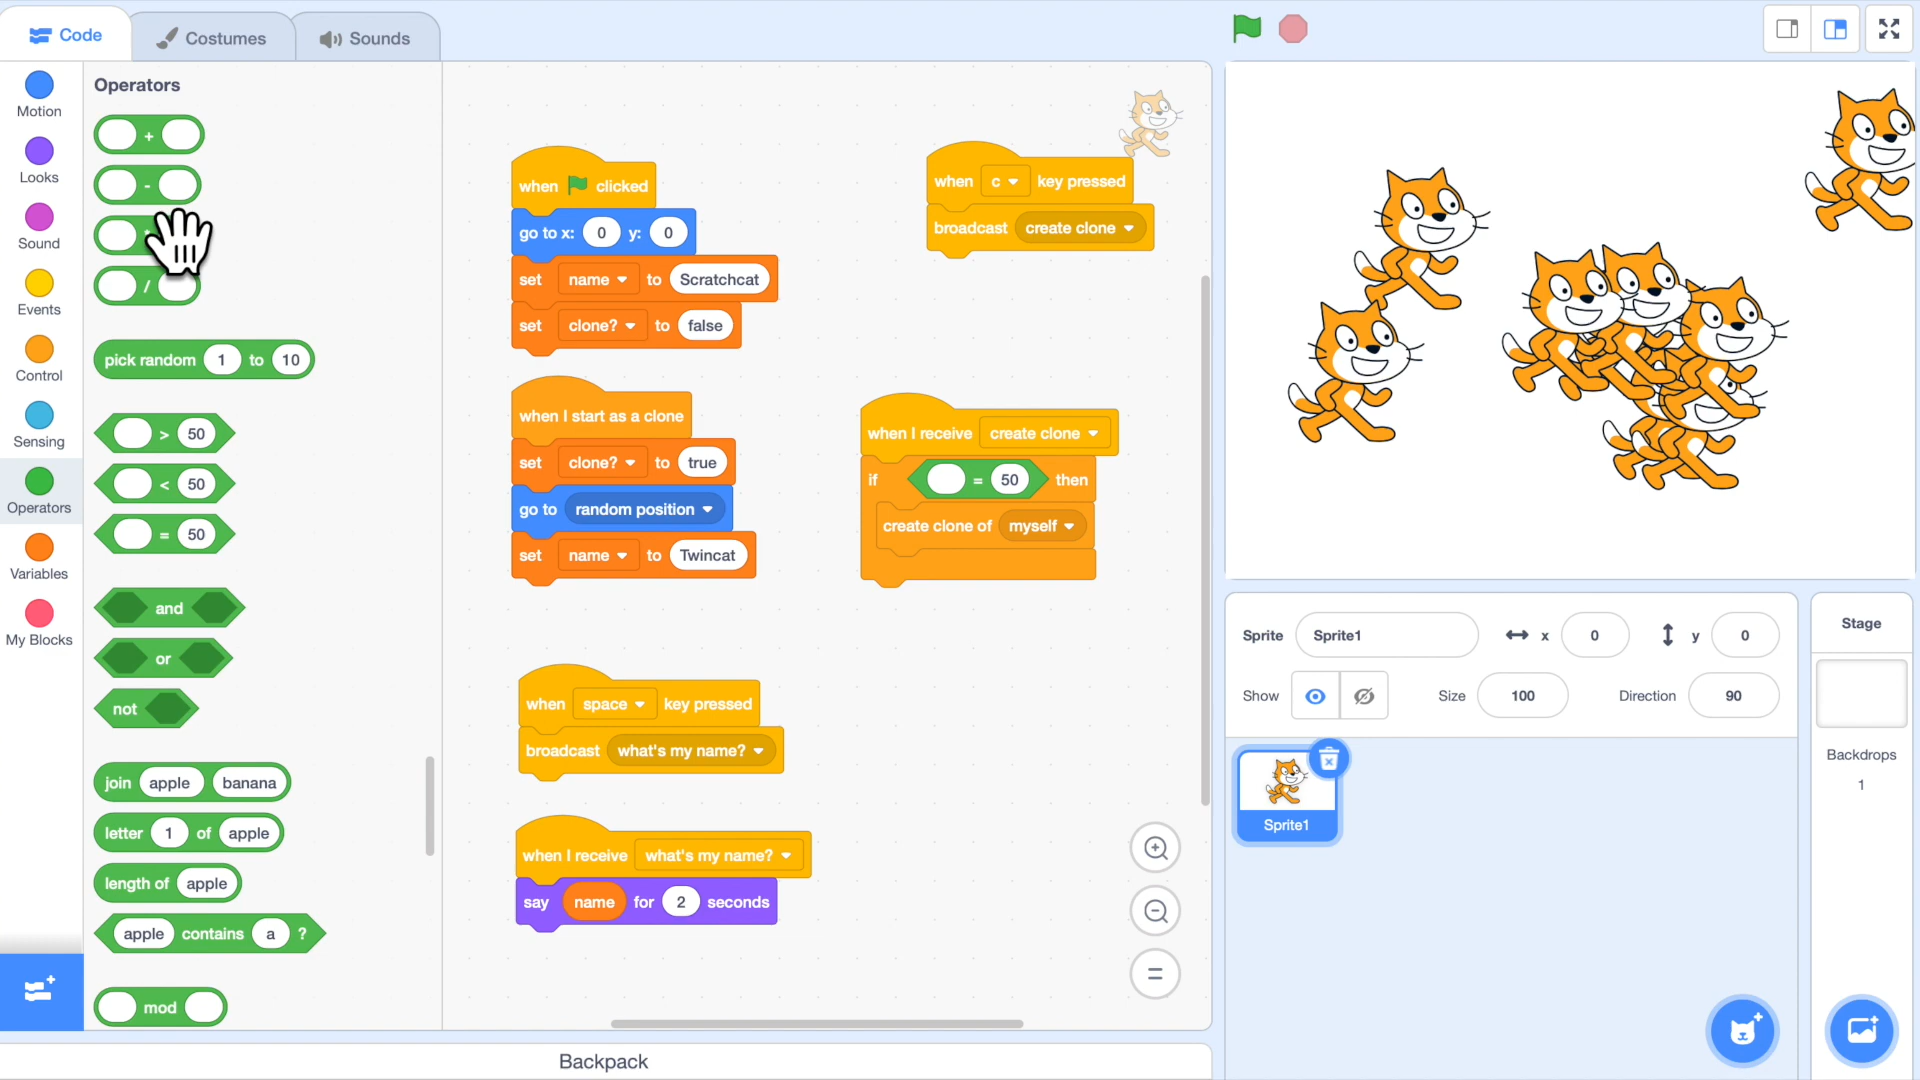 Code
Costumes
Sounds
Motion
Looks
Sound
Events
Control
Sensing
Operators
Variables
My Blocks
Operators
+
-
/
pick random 1 to 10
> 50
< 50
= 50
and
or
not
join apple banana
letter 1 of apple
length of apple
apple contains a ?
mod
when clicked
go to x: 0 y: 0
set name to Scratchcat
set clone? to false
when I start as a clone
set clone? to true
go to random position
set name to Twincat
when space key pressed
broadcast what's my name?
when I receive what's my name?
say name for 2 seconds
when c key pressed
broadcast create clone
when I receive create clone
if = 50 then
create clone of myself
Backpack
Sprite Sprite1 x 0 y 0
Show Size 100 Direction 90
Sprite1
Stage
Backdrops
1